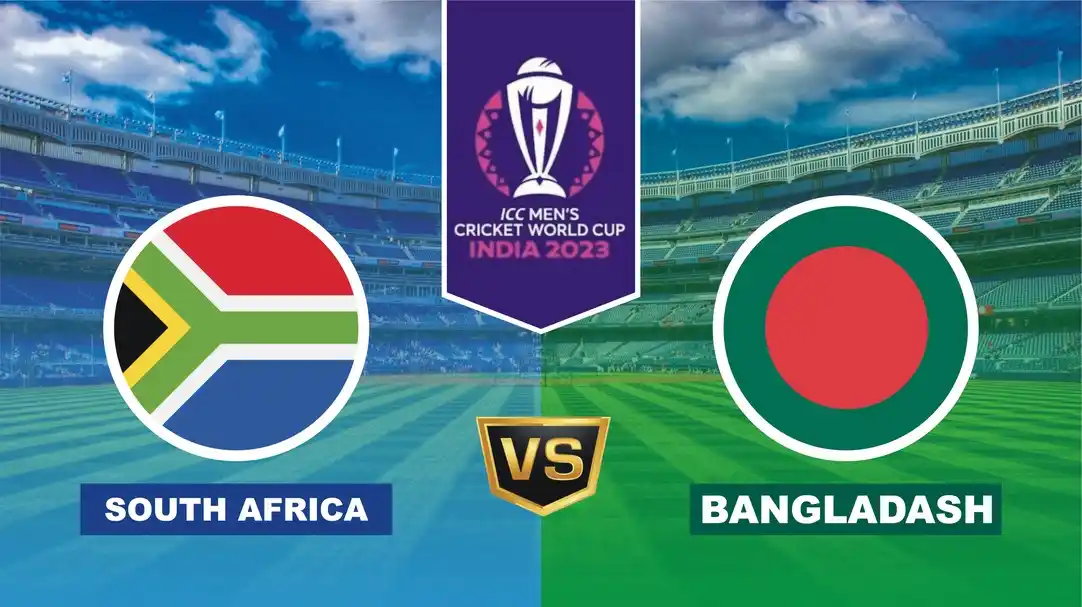 ICC MEN'S
CRICKET WORLD CUP
INDIA 2023
VS
SOUTH AFRICA
BANGLADASH